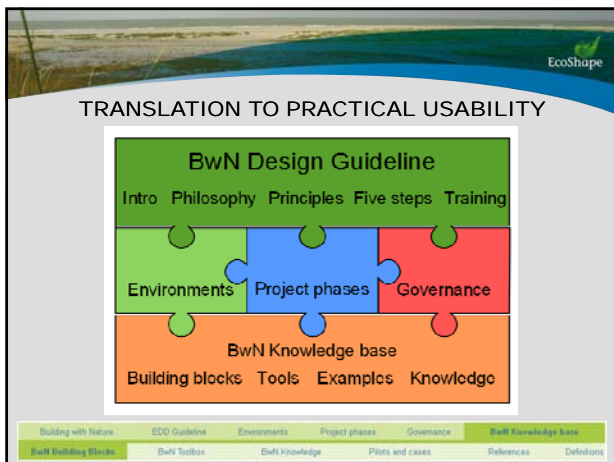 EcoShape
TRANSLATION TO PRACTICAL USABILITY
BwN Design Guideline
Intro Philosophy Principles Five steps Training
Environments Project phases Governance
BwN Knowledge base
Building blocks Tools Examples Knowledge
Building with Nature EDD Guideline Environments Project phases Governance BwN Knowledge base
BwN Building Blocks BwN Toolbox BwN Knowledge Pilots and cases References Definitions